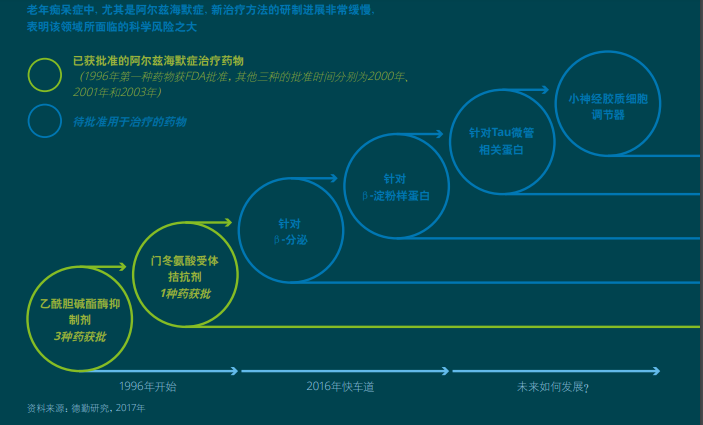 老年痴呆症中，尤其是阿尔兹海默症，新治疗方法的研制进展非常缓慢，
表明该领域所面临的科学风险之大
已获批准的阿尔兹海默症治疗药物
（1996年第一种药物获FDA批准，其他三种的批准时间分别为2000年，
2001年和2003年）
待批准用于治疗的药物
小神经胶质细胞
调节器
针对Tau微管
相关蛋白
针对
β-淀粉样蛋白
针对
β-分泌
门冬氨酸受体
拮抗剂
1种药获批
乙酰胆碱酯酶抑
制剂
3种药获批
1996年开始
2016年快车道
未来如何发展?
资料来源：德勤研究，2017年